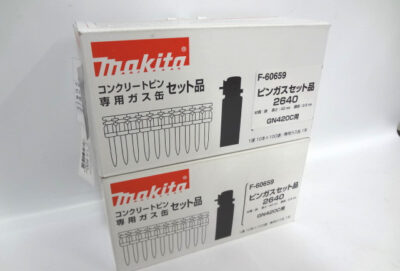 makita
コンクリートピン
専用ガス缶 セット品
F-60659
ピンガスセット品
2640
GN420C用
makita
コンクリートピン
専用ガス缶 セット品
F-60659
ピンガスセット品
2640
GN420C用